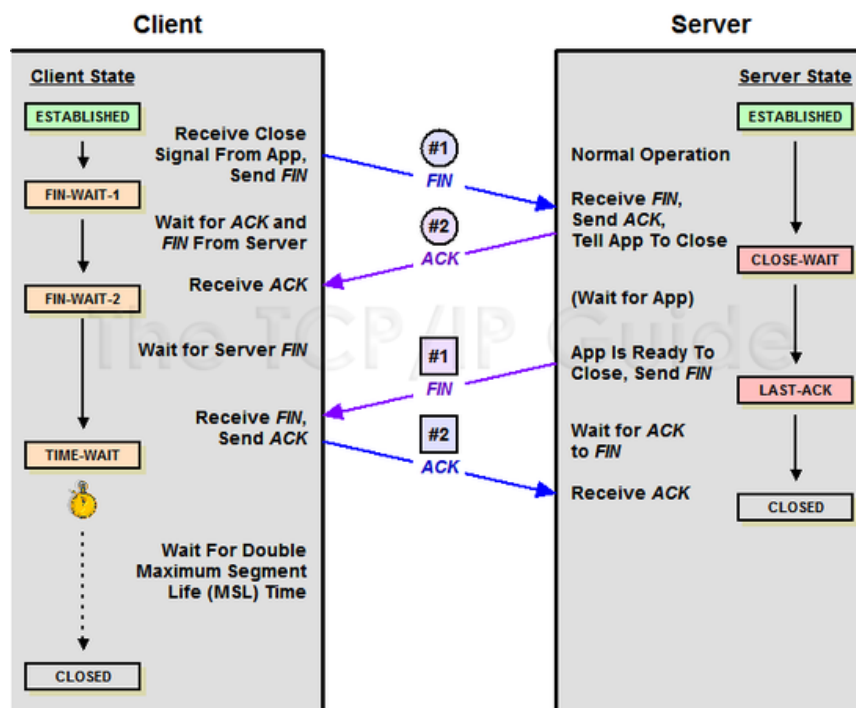 Client
Server
Client State
Server State
ESTABLISHED
ESTABLISHED
Receive Close
Signal From App,
Send FIN
#1
FIN
Normal Operation
FIN-WAIT-1
Receive FIN,
Send ACK,
Tell App To Close
Wait for ACK and
FIN From Server
#2
ACK
CLOSE-WAIT
Receive ACK
FIN-WAIT-2
(Wait for App)
The TCP/IP Guide
Wait for Server FIN
#1
FIN
App Is Ready To
Close, Send FIN
LAST-ACK
Receive FIN,
Send ACK
#2
ACK
Wait for ACK
to FIN
TIME-WAIT
Receive ACK
CLOSED
Wait For Double
Maximum Segment
Life (MSL) Time
CLOSED